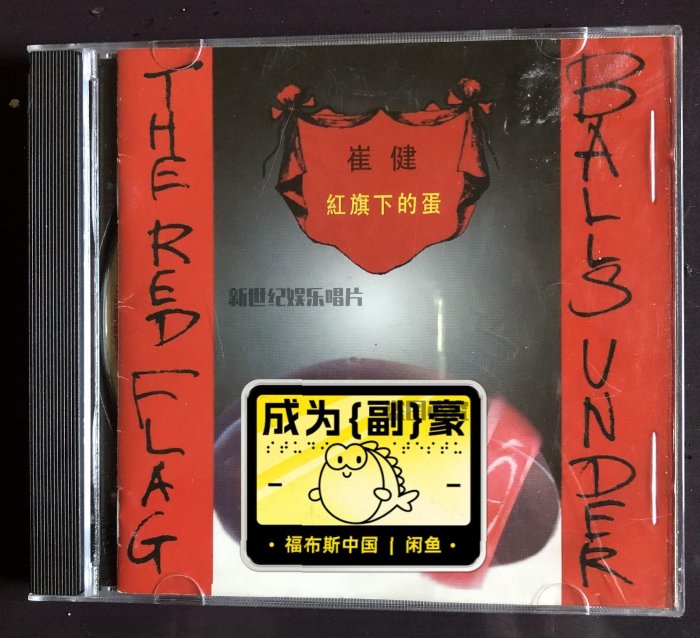 BALLS UNDER
THE RED FLAG
崔健
紅旗下的蛋
新世纪娱乐唱片
成为{副}豪
·福布斯中国 | 闲鱼·